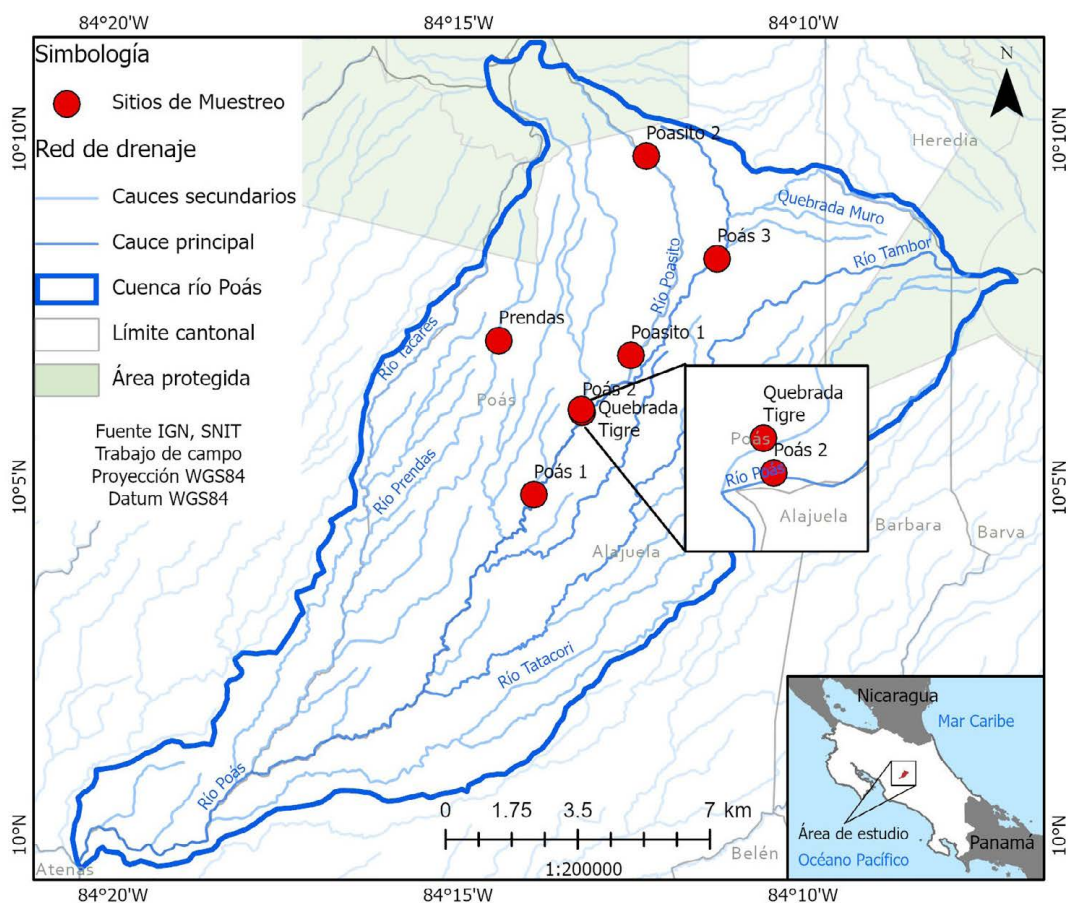 84°20'W
84°15'W
84°10'W
Simbología
Sitios de Muestreo
Red de drenaje
Cauces secundarios
Cauce principal
Cuenca río Poás
Límite cantonal
Área protegida
Fuente IGN, SNIT
Trabajo de campo
Proyección WGS84
Datum WGS84
N
10°10'N
10°10'N
Heredia
Poasito 2
Quebrada Muro
Poás 3
Río Tambor
Río Poasito
Prendas
Río Tacares
Poasito 1
Poás
Poás 2
Quebrada
Tigre
Quebrada
Tigre
Poás
Poás 2
Río Poás
Alajuela
10°5'N
10°5'N
Poás 1
Río Prendas
Alajuela
Barbara
Barva
Río Tatacori
Río Poás
Nicaragua
Mar Caribe
Área de estudio
Panamá
Océano Pacífico
0 1.75 3.5 7 km
1:200000
Belén
Atenas
10°N
10°N
84°20'W
84°15'W
84°10'W